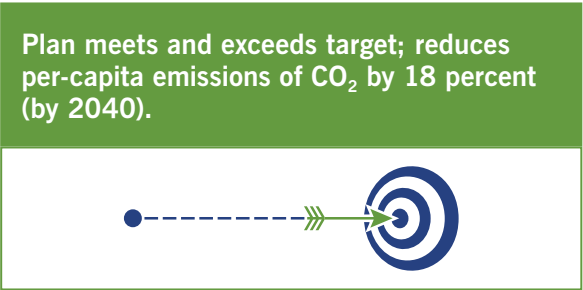 Plan meets and exceeds target; reduces
per-capita emissions of CO₂ by 18 percent
(by 2040).